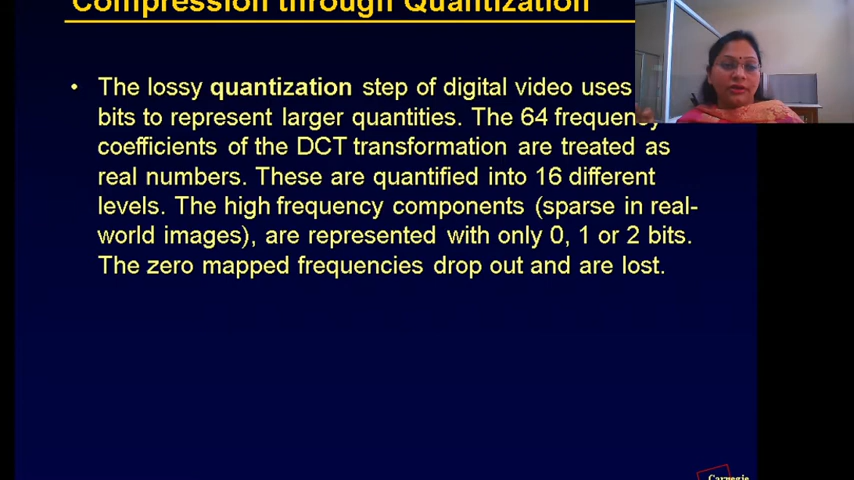 Compression through Quantization
• The lossy quantization step of digital video uses
bits to represent larger quantities. The 64 frequency
coefficients of the DCT transformation are treated as
real numbers. These are quantified into 16 different
levels. The high frequency components (sparse in real-
world images), are represented with only 0, 1 or 2 bits.
The zero mapped frequencies drop out and are lost.
Carnegie